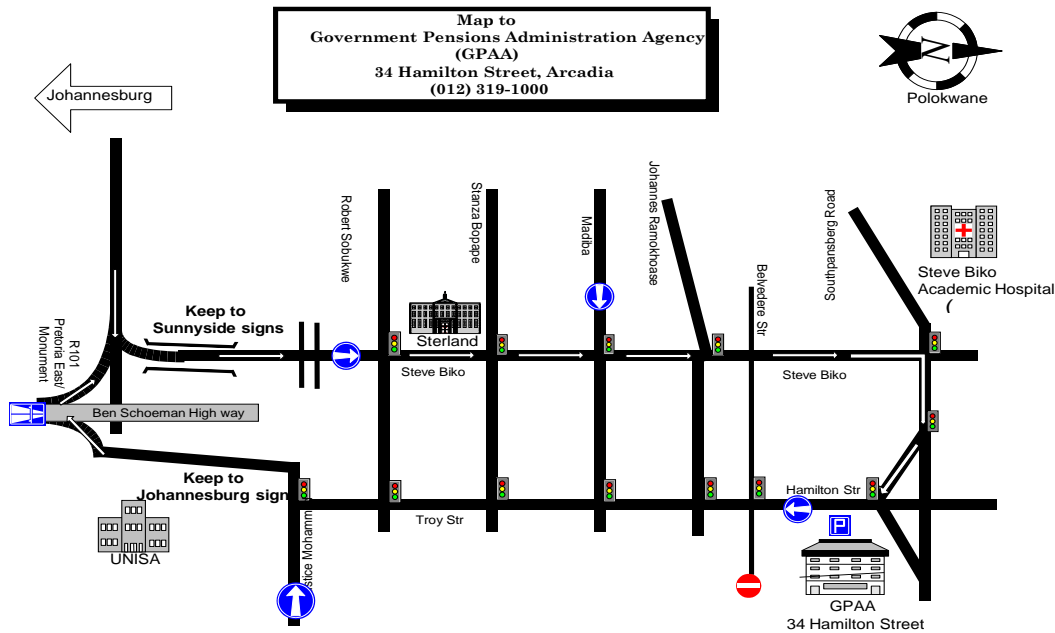 Map to
Government Pensions Administration Agency
(GPAA)
34 Hamilton Street, Arcadia
(012) 319-1000
Johannesburg
N
Polokwane
Robert Sobukwe
Stanza Bopape
Madiba
Johannes Ramokhoase
Belvedere Str
Soutpansberg Road
Steve Biko
Academic Hospital
(
Keep to
Sunnyside signs
Sterland
Steve Biko
Steve Biko
R101
Pretoria East/
Monument
Ben Schoeman High way
Keep to
Johannesburg sign
Hamilton Str
Troy Str
P
UNISA
stice Mohamm
GPAA
34 Hamilton Street